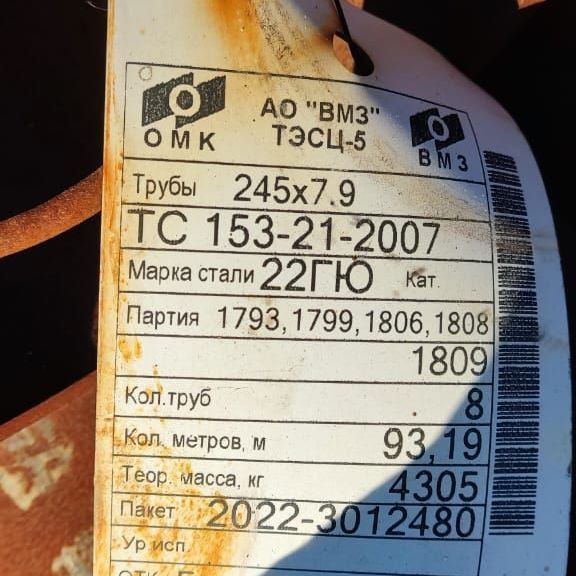 АО "ВМЗ"
ОМК ТЭСЦ-5 ВМЗ
Трубы 245х7.9
ТС 153-21-2007
Марка стали 22ГЮ Кат.
Партия 1793,1799,1806,1808
1809
Кол.труб 8
Кол. метров, м 93,19
Теор. масса, кг 4305
Пакет 2022-3012480
Ур исп.